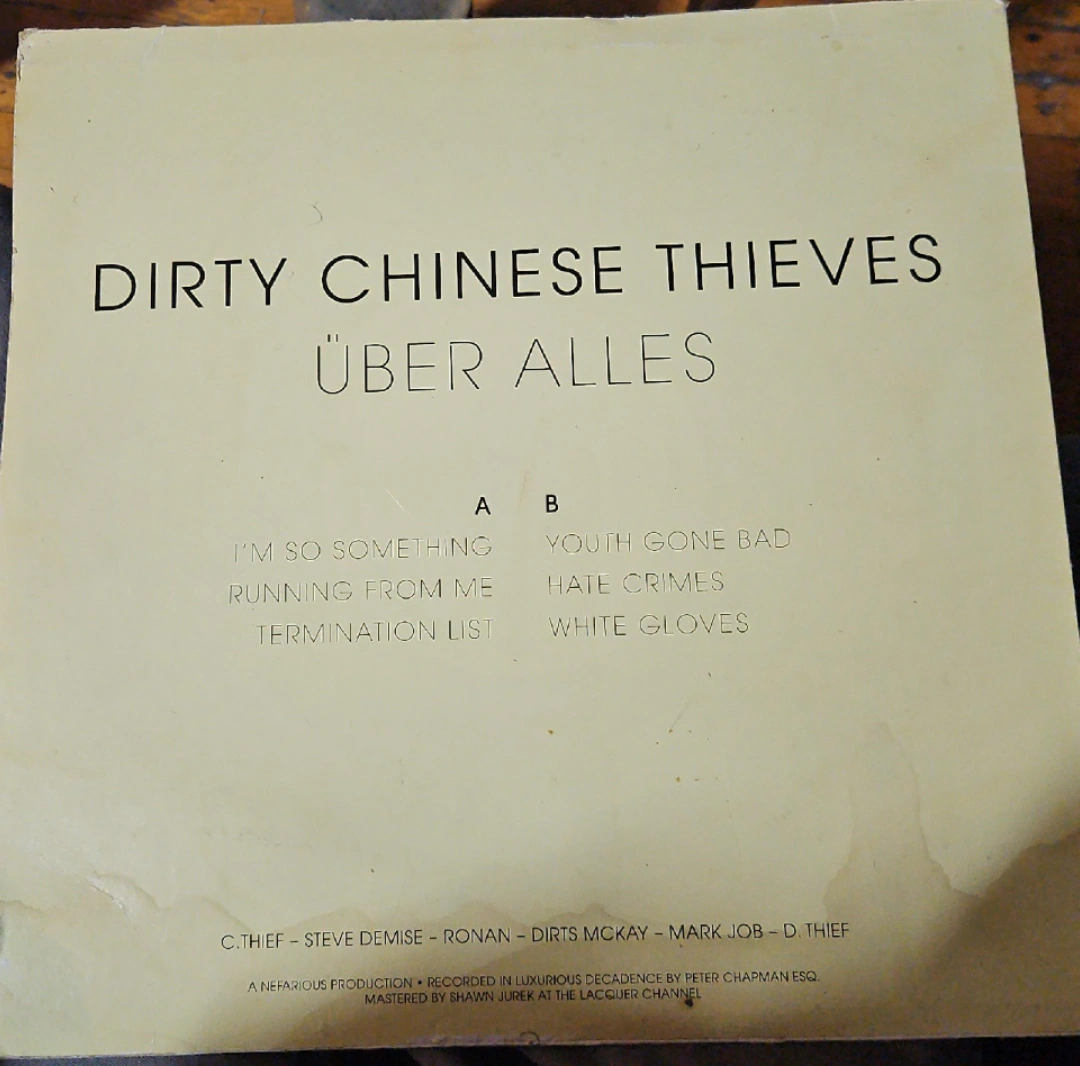 DIRTY CHINESE THIEVES
ÜBER ALLES
A B
I'M SO SOMETHING YOUTH GONE BAD
RUNNING FROM ME HATE CRIMES
TERMINATION LIST WHITE GLOVES
C.THIEF – STEVE DEMISE – RONAN – DIRTS MCKAY – MARK JOB – D. THIEF
A NEFARIOUS PRODUCTION • RECORDED IN LUXURIOUS DECADENCE BY PETER CHAPMAN ESQ.
MASTERED BY SHAWN JUREK AT THE LACQUER CHANNEL